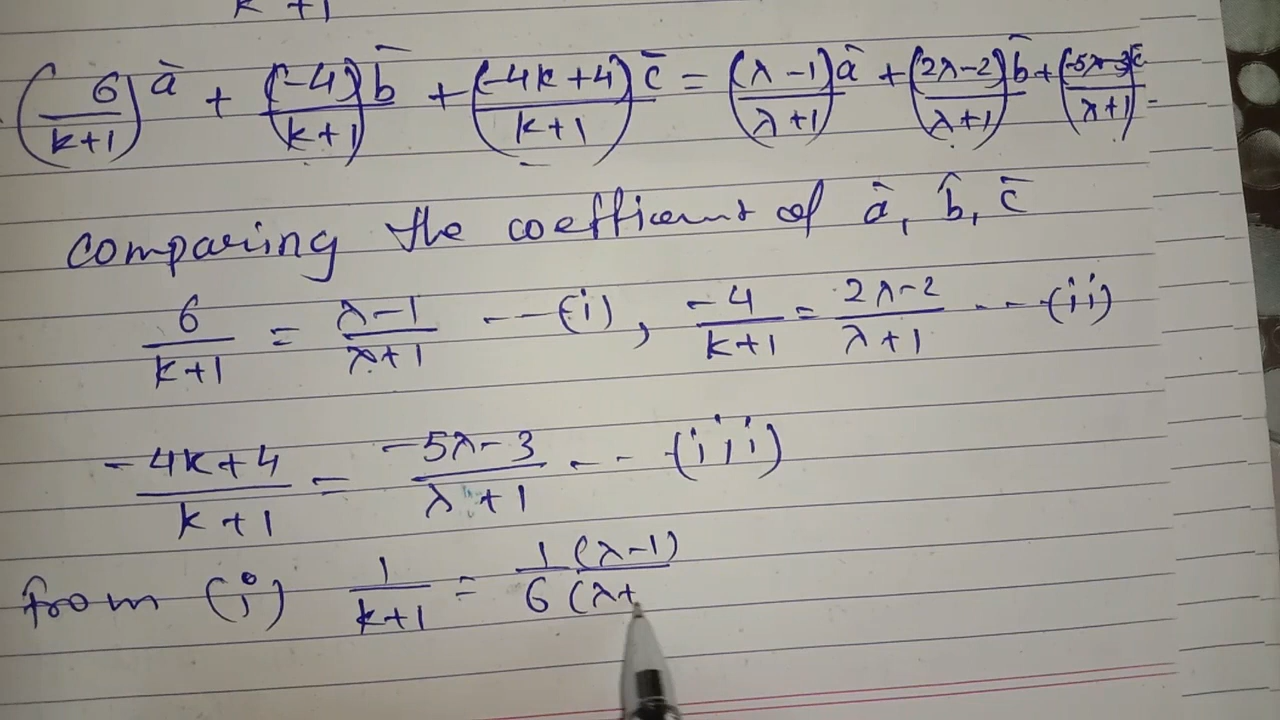 k+1
(6/k+1) ā + (-4/k+1) b̄ + (-4k+4/k+1) c̄ = (λ-1/λ+1) ā + (2λ-2/λ+1) b̄ + (-5λ-3/λ+1) c̄
comparing the coefficient of ā, b̄, c̄
6/k+1 = λ-1/λ+1 ---(i), -4/k+1 = 2λ-2/λ+1 ---(ii)
-4k+4/k+1 = -5λ-3/λ+1 ---(iii)
from (i) 1/k+1 = 1(λ-1)/6(λ+